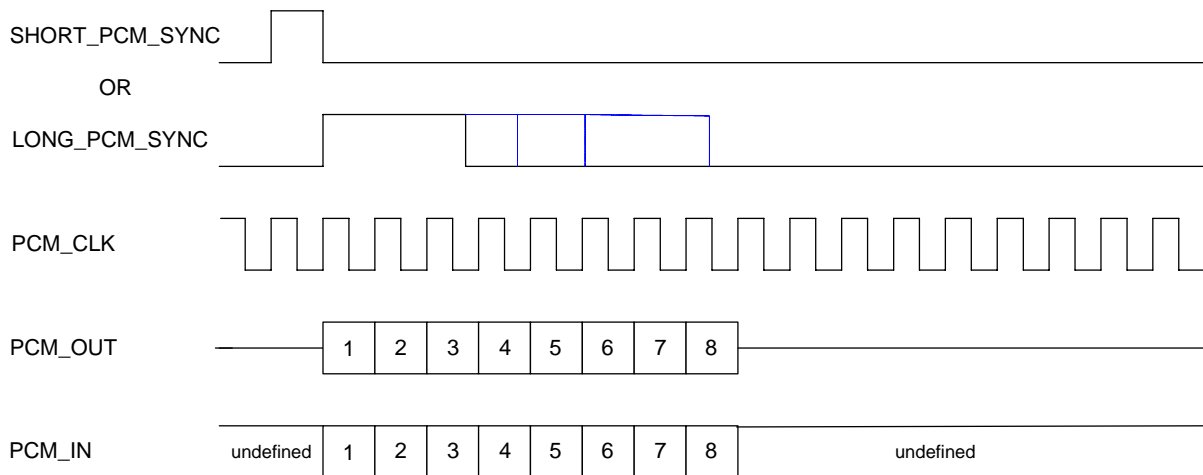 SHORT_PCM_SYNC
OR
LONG_PCM_SYNC
PCM_CLK
PCM_OUT 1 2 3 4 5 6 7 8
PCM_IN undefined 1 2 3 4 5 6 7 8 undefined